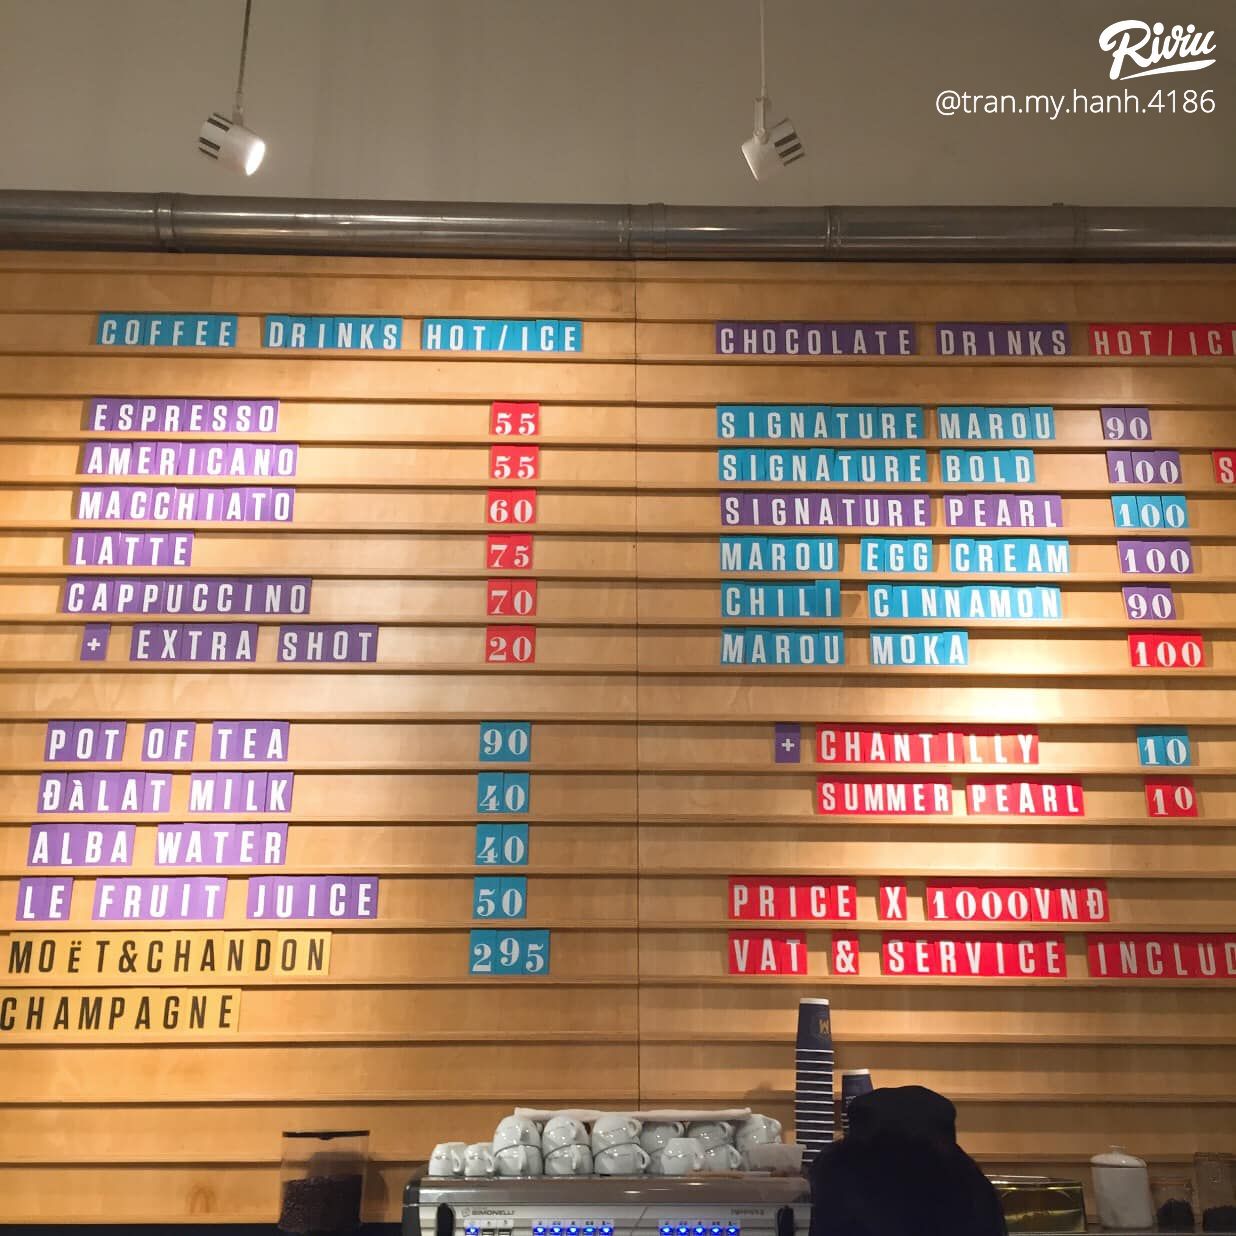 Riviu
@tran.my.hanh.4186
COFFEE DRINKS HOT/ICE
ESPRESSO 55
AMERICANO 55
MACCHIATO 60
LATTE 75
CAPPUCCINO 70
+ EXTRA SHOT 20
POT OF TEA 90
ĐÀLAT MILK 40
ALBA WATER 40
LE FRUIT JUICE 50
MOËT&CHANDON 295
CHAMPAGNE
CHOCOLATE DRINKS HOT/IC
SIGNATURE MAROU 90
SIGNATURE BOLD 100 S
SIGNATURE PEARL 100
MAROU EGG CREAM 100
CHILI CINNAMON 90
MAROU MOKA 100
+ CHANTILLY 10
SUMMER PEARL 10
PRICE X 1000VNĐ
VAT & SERVICE INCLUD
SIMONELLI